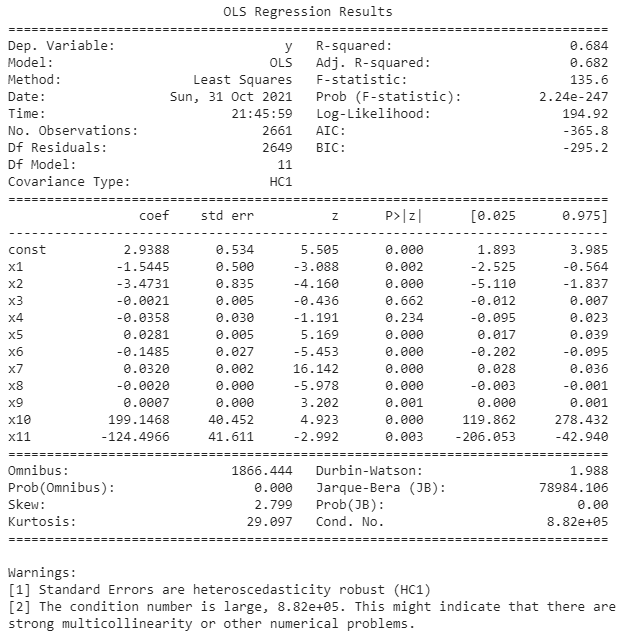 OLS Regression Results
==============================================================================
Dep. Variable:                      y   R-squared:                       0.684
Model:                            OLS   Adj. R-squared:                  0.682
Method:                 Least Squares   F-statistic:                     135.6
Date:                Sun, 31 Oct 2021   Prob (F-statistic):          2.24e-247
Time:                        21:45:59   Log-Likelihood:                 194.92
No. Observations:                2661   AIC:                            -365.8
Df Residuals:                    2649   BIC:                            -295.2
Df Model:                          11
Covariance Type:                  HC1
==============================================================================
                 coef    std err          z      P>|z|      [0.025      0.975]
------------------------------------------------------------------------------
const          2.9388      0.534      5.505      0.000       1.893       3.985
x1            -1.5445      0.500     -3.088      0.002      -2.525      -0.564
x2            -3.4731      0.835     -4.160      0.000      -5.110      -1.837
x3            -0.0021      0.005     -0.436      0.662      -0.012       0.007
x4            -0.0358      0.030     -1.191      0.234      -0.095       0.023
x5             0.0281      0.005      5.169      0.000       0.017       0.039
x6            -0.1485      0.027     -5.453      0.000      -0.202      -0.095
x7             0.0320      0.002     16.142      0.000       0.028       0.036
x8            -0.0020      0.000     -5.978      0.000      -0.003      -0.001
x9             0.0007      0.000      3.202      0.001       0.000       0.001
x10          199.1468     40.452      4.923      0.000     119.862     278.432
x11         -124.4966     41.611     -2.992      0.003    -206.053     -42.940
==============================================================================
Omnibus:                     1866.444   Durbin-Watson:                   1.988
Prob(Omnibus):                  0.000   Jarque-Bera (JB):            78984.106
Skew:                           2.799   Prob(JB):                         0.00
Kurtosis:                      29.097   Cond. No.                     8.82e+05
==============================================================================
Warnings:
[1] Standard Errors are heteroscedasticity robust (HC1)
[2] The condition number is large, 8.82e+05. This might indicate that there are
strong multicollinearity or other numerical problems.